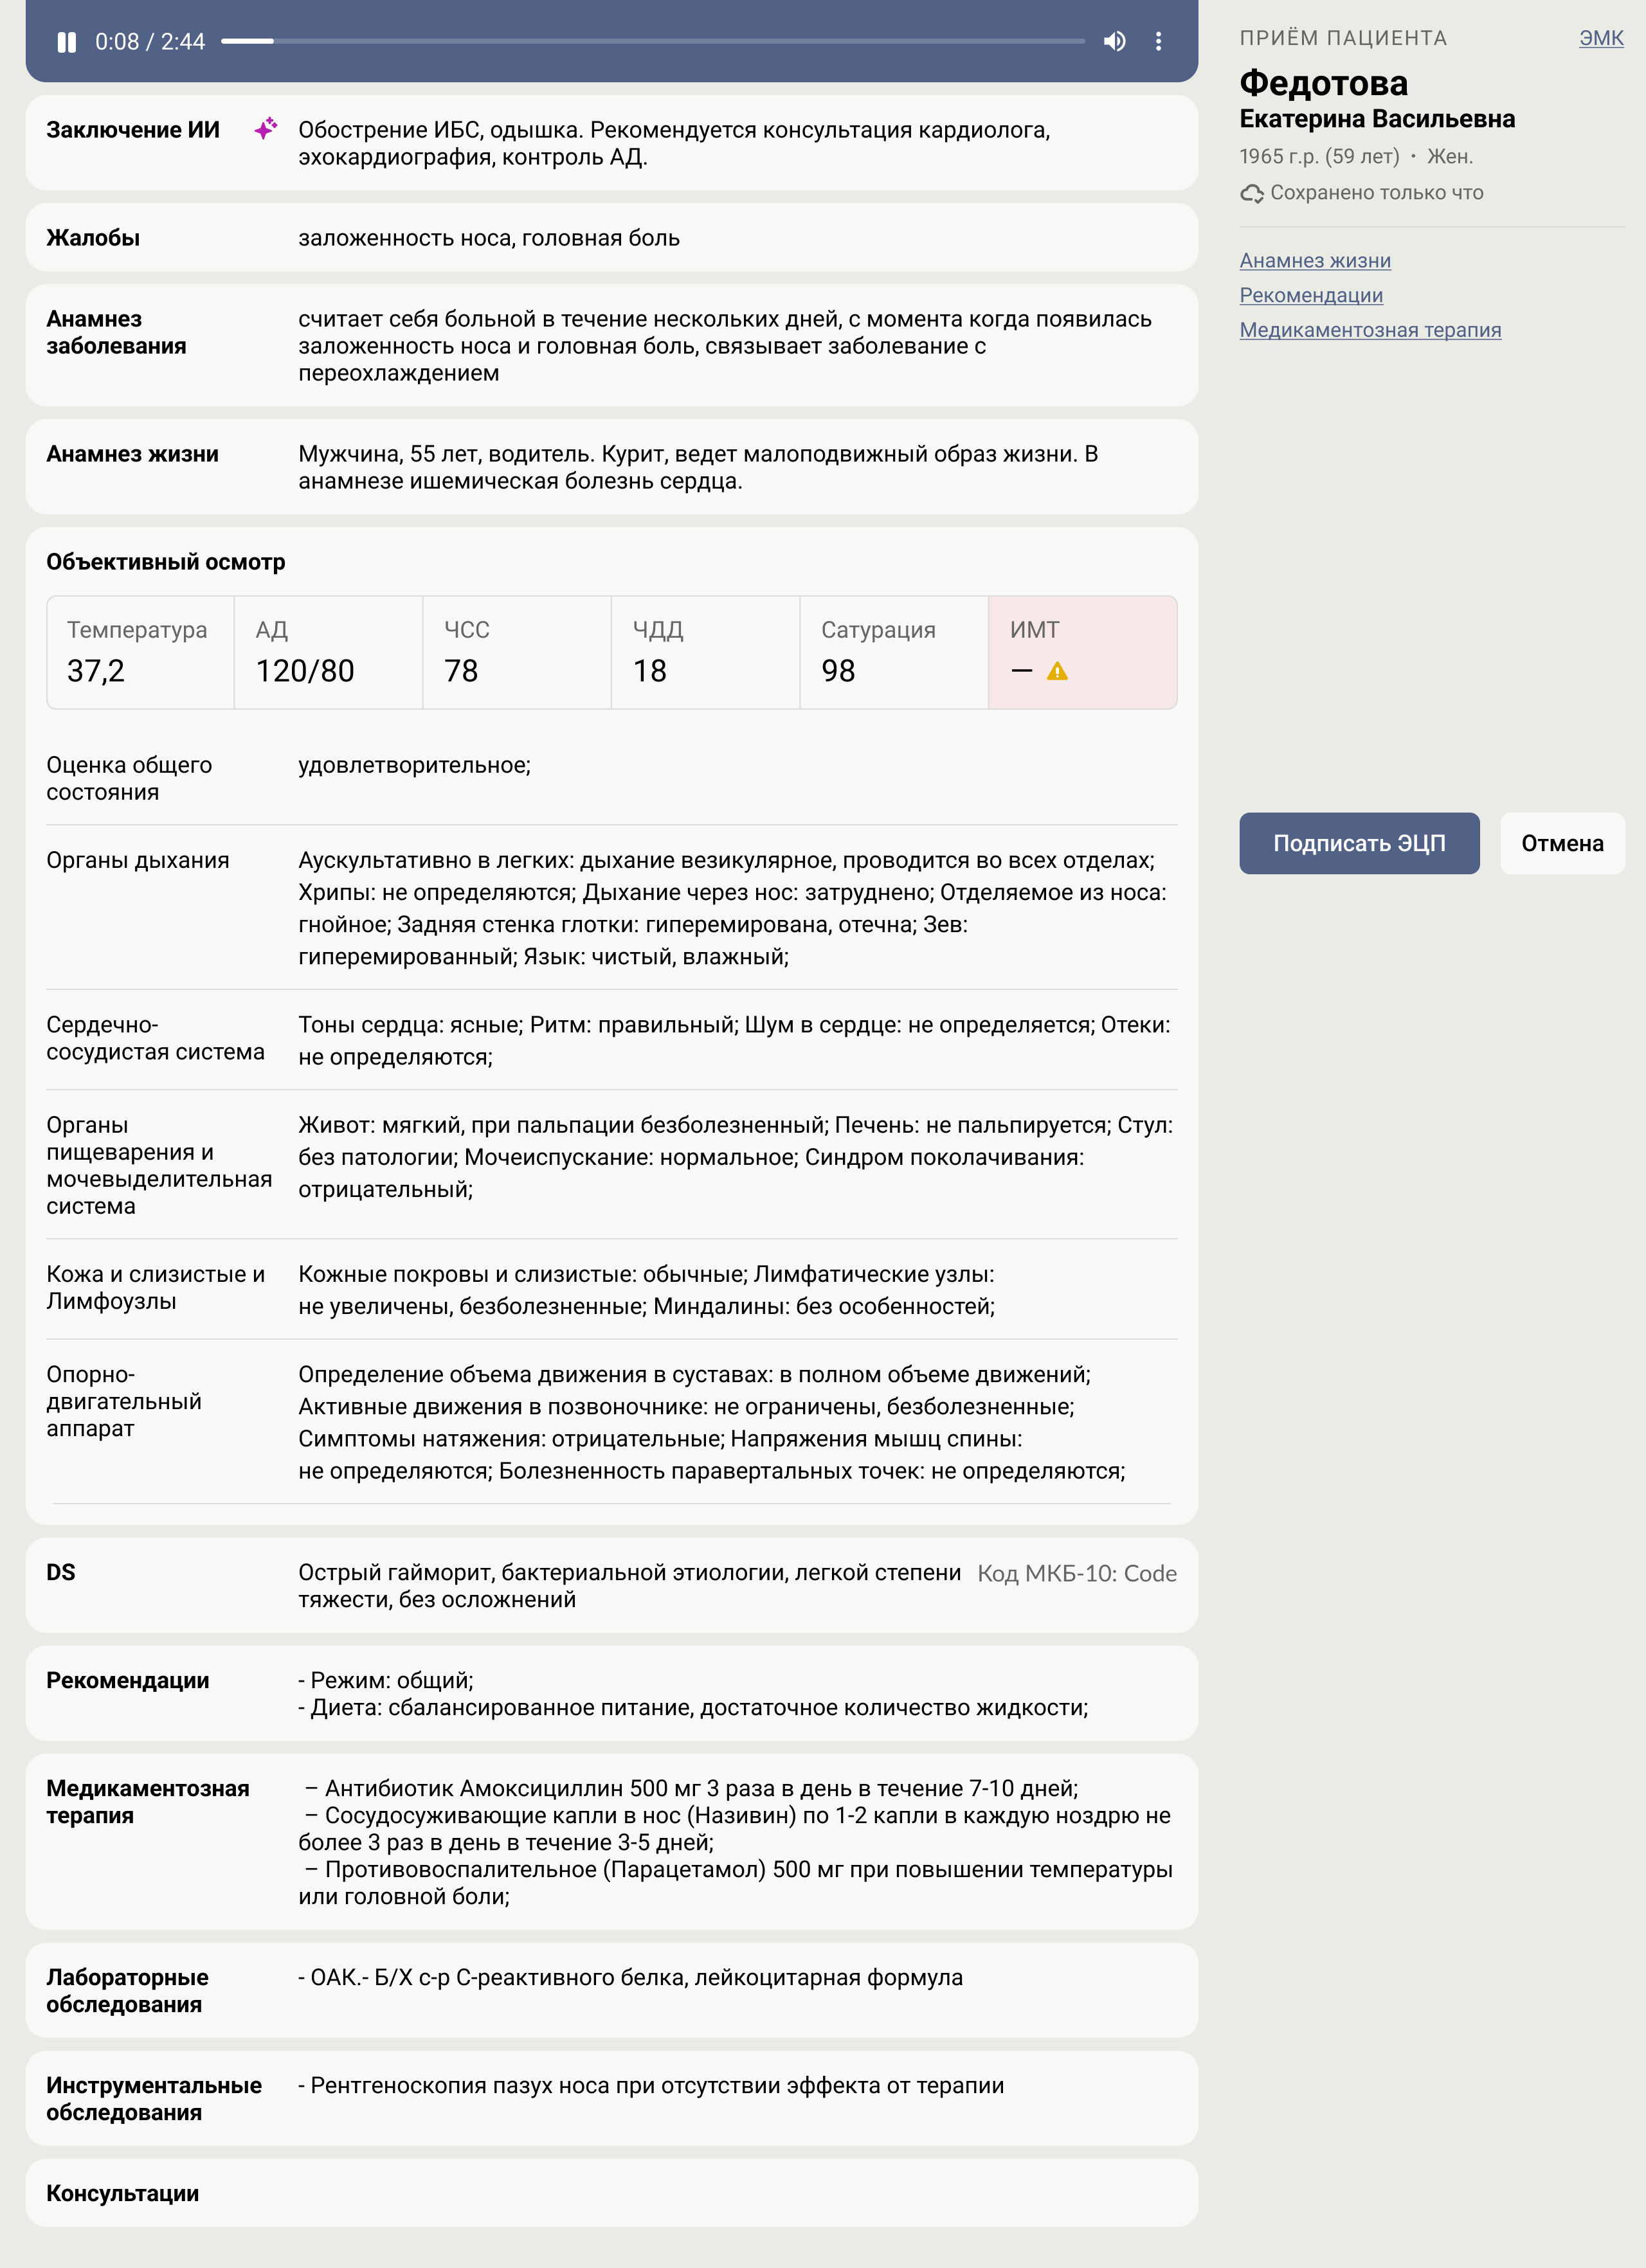 0:08 / 2:44
Заключение ИИ
Обострение ИБС, одышка. Рекомендуется консультация кардиолога,
эхокардиография, контроль АД.
Жалобы
заложенность носа, головная боль
Анамнез
заболевания
считает себя больной в течение нескольких дней, с момента когда появилась
заложенность носа и головная боль, связывает заболевание с
переохлаждением
Анамнез жизни
Мужчина, 55 лет, водитель. Курит, ведет малоподвижный образ жизни. В
анамнезе ишемическая болезнь сердца.
Объективный осмотр
Температура
37,2
АД
120/80
ЧСС
78
ЧДД
18
Сатурация
98
ИМТ
—
Оценка общего
состояния
удовлетворительное;
Органы дыхания
Аускультативно в легких: дыхание везикулярное, проводится во всех отделах;
Хрипы: не определяются; Дыхание через нос: затруднено; Отделяемое из носа:
гнойное; Задняя стенка глотки: гиперемирована, отечна; Зев:
гиперемированный; Язык: чистый, влажный;
Сердечно-
сосудистая система
Тоны сердца: ясные; Ритм: правильный; Шум в сердце: не определяется; Отеки:
не определяются;
Органы
пищеварения и
мочевыделительная
система
Живот: мягкий, при пальпации безболезненный; Печень: не пальпируется; Стул:
без патологии; Мочеиспускание: нормальное; Синдром поколачивания:
отрицательный;
Кожа и слизистые и
Лимфоузлы
Кожные покровы и слизистые: обычные; Лимфатические узлы:
не увеличены, безболезненные; Миндалины: без особенностей;
Опорно-
двигательный
аппарат
Определение объема движения в суставах: в полном объеме движений;
Активные движения в позвоночнике: не ограничены, безболезненные;
Симптомы натяжения: отрицательные; Напряжения мышц спины:
не определяются; Болезненность паравертальных точек: не определяются;
DS
Острый гайморит, бактериальной этиологии, легкой степени
тяжести, без осложнений
Код МКБ-10: Code
Рекомендации
- Режим: общий;
- Диета: сбалансированное питание, достаточное количество жидкости;
Медикаментозная
терапия
– Антибиотик Амоксициллин 500 мг 3 раза в день в течение 7-10 дней;
– Сосудосуживающие капли в нос (Називин) по 1-2 капли в каждую ноздрю не
более 3 раз в день в течение 3-5 дней;
– Противовоспалительное (Парацетамол) 500 мг при повышении температуры
или головной боли;
Лабораторные
обследования
- ОАК.- Б/Х с-р С-реактивного белка, лейкоцитарная формула
Инструментальные
обследования
- Рентгеноскопия пазух носа при отсутствии эффекта от терапии
Консультации
ПРИЁМ ПАЦИЕНТА
ЭМК
Федотова
Екатерина Васильевна
1965 г.р. (59 лет) · Жен.
Сохранено только что
Анамнез жизни
Рекомендации
Медикаментозная терапия
Подписать ЭЦП
Отмена